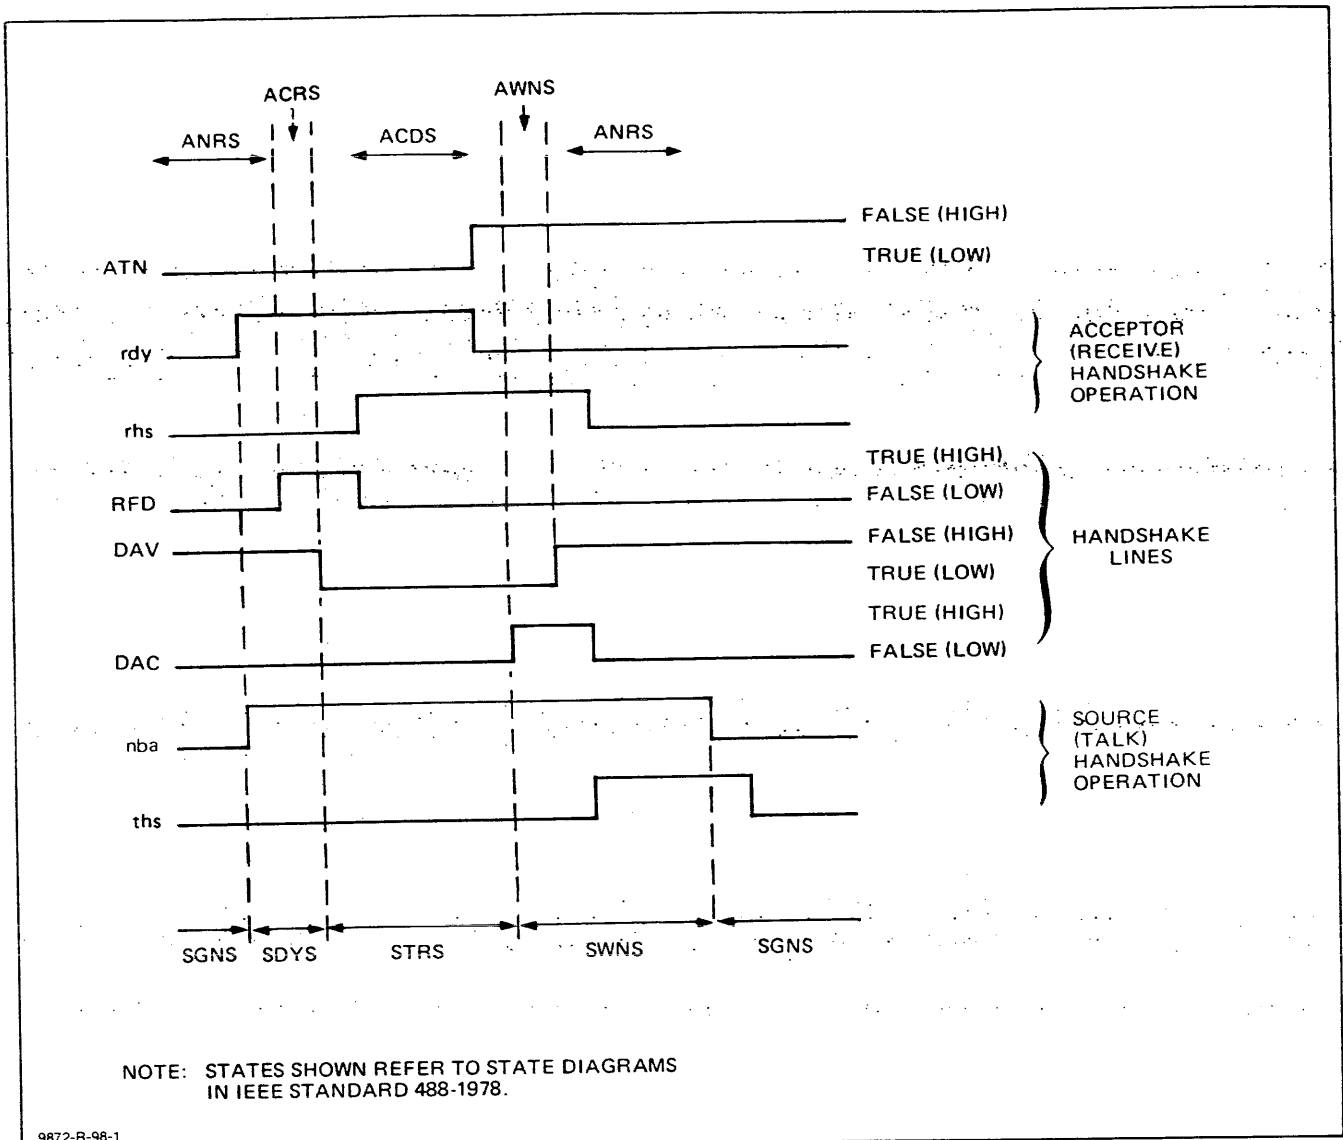 ACRS
AWNS
ANRS
ACDS
ANRS
FALSE (HIGH)
ATN
TRUE (LOW)
rdy
ACCEPTOR
(RECEIVE)
HANDSHAKE
OPERATION
rhs
TRUE (HIGH)
RFD
FALSE (LOW)
DAV
FALSE (HIGH)
HANDSHAKE
LINES
TRUE (LOW)
TRUE (HIGH)
DAC
FALSE (LOW)
nba
SOURCE
(TALK)
HANDSHAKE
OPERATION
ths
SGNS
SDYS
STRS
SWNS
SGNS
NOTE: STATES SHOWN REFER TO STATE DIAGRAMS
IN IEEE STANDARD 488-1978.
9872-R-98-1